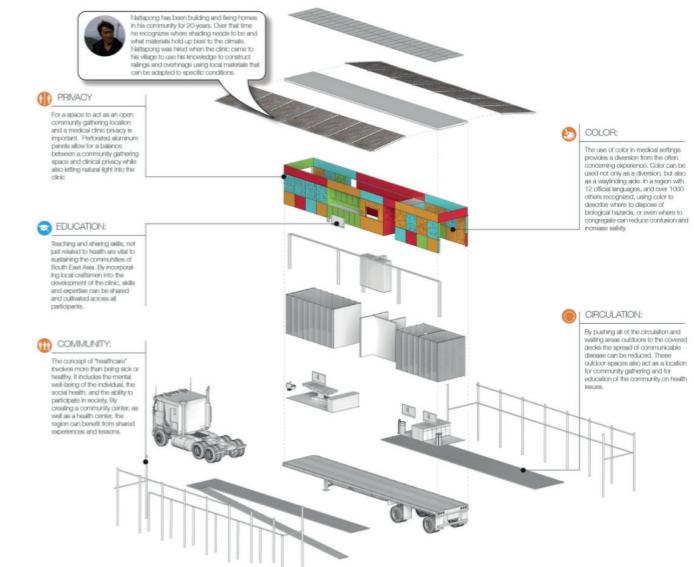 Nattapong has been building and fixing homes
in his community for 20 years. Over that time
he recognizes where shading needs to be and
what materials hold-up best to the climate.
Nattapong was hired when the clinic came to
his village to use his knowledge to construct
railings and overhnags using local materials that
can be adapted to specific conditions.
PRIVACY
For a space to act as an open
community gathering location
and a medical clinic privacy is
important. Perforated aluminum
panels allow for a balance
between a community gathering
space and clinical privacy while
also letting natural light into the
clinic
EDUCATION:
Teaching and sharing skills, not
just related to health are vital to
sustaining the communities of
South East Asia. By incorporat-
ing local craftsmen into the
development of the clinic, skills
and expertise can be shared
and cultivated across all
participants.
COMMUNITY:
The concept of "healthcare"
involves more than being sick or
healthy. It includes the mental
well-being of the individual, the
social health, and the ability to
participate in society. By
creating a community center, as
well as a health center, the
region can benefit from shared
experiences and lessons.
COLOR:
The use of color in medical settings
provides a diversion from the often
concerning experience. Color can be
used not only as a diversion, but also
as a wayfinding aide. In a region with
12 official languages, and over 1000
others recognized, using color to
describe where to dispose of
biological hazards, or even where to
congregate can reduce confusion and
increase safety.
CIRCULATION:
By pushing all of the circulation and
waiting areas outdoors to the covered
decks the spread of communicable
disease can be reduced. These
outdoor spaces also act as a location
for community gathering and for
education of the community on health
issues.